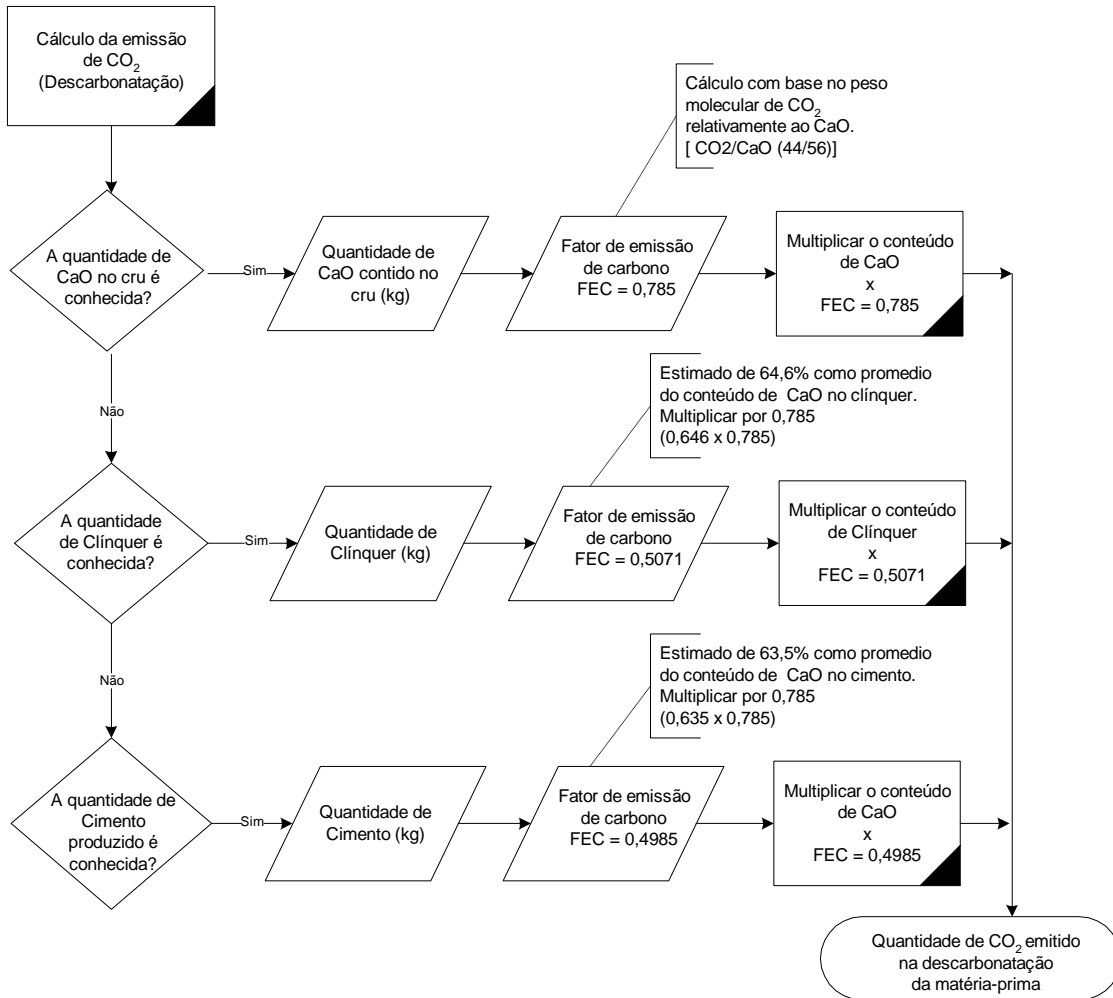 Cálculo da emissão
de CO₂
(Descarbonatação)
Cálculo com base no peso
molecular de CO₂
relativamente ao CaO.
[ CO2/CaO (44/56)]
A quantidade de
CaO no cru é
conhecida?
Sim
Quantidade de
CaO contido no
cru (kg)
Fator de emissão
de carbono
FEC = 0,785
Multiplicar o conteúdo
de CaO
x
FEC = 0,785
Não
Estimado de 64,6% como promedio
do conteúdo de CaO no clínquer.
Multiplicar por 0,785
(0,646 x 0,785)
A quantidade
de Clínquer é
conhecida?
Sim
Quantidade de
Clínquer (kg)
Fator de emissão
de carbono
FEC = 0,5071
Multiplicar o conteúdo
de Clínquer
x
FEC = 0,5071
Não
Estimado de 63,5% como promedio
do conteúdo de CaO no cimento.
Multiplicar por 0,785
(0,635 x 0,785)
A quantidade de
Cimento
produzido é
conhecida?
Sim
Quantidade de
Cimento (kg)
Fator de emissão
de carbono
FEC = 0,4985
Multiplicar o conteúdo
de CaO
x
FEC = 0,4985
Quantidade de CO₂ emitido
na descarbonatação
da matéria-prima